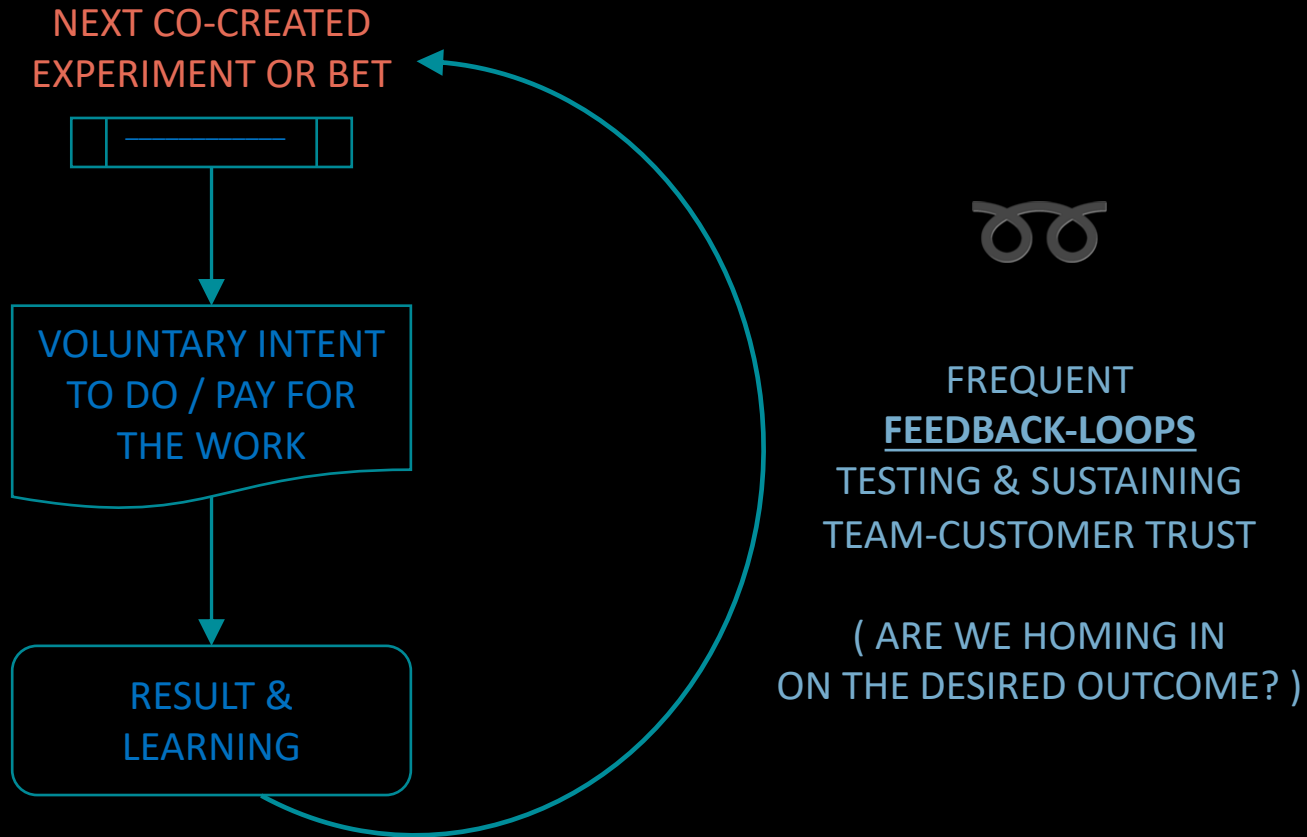 NEXT CO-CREATED
EXPERIMENT OR BET
VOLUNTARY INTENT
TO DO / PAY FOR
THE WORK
RESULT &
LEARNING
FREQUENT
FEEDBACK-LOOPS
TESTING & SUSTAINING
TEAM-CUSTOMER TRUST
( ARE WE HOMING IN
ON THE DESIRED OUTCOME? )